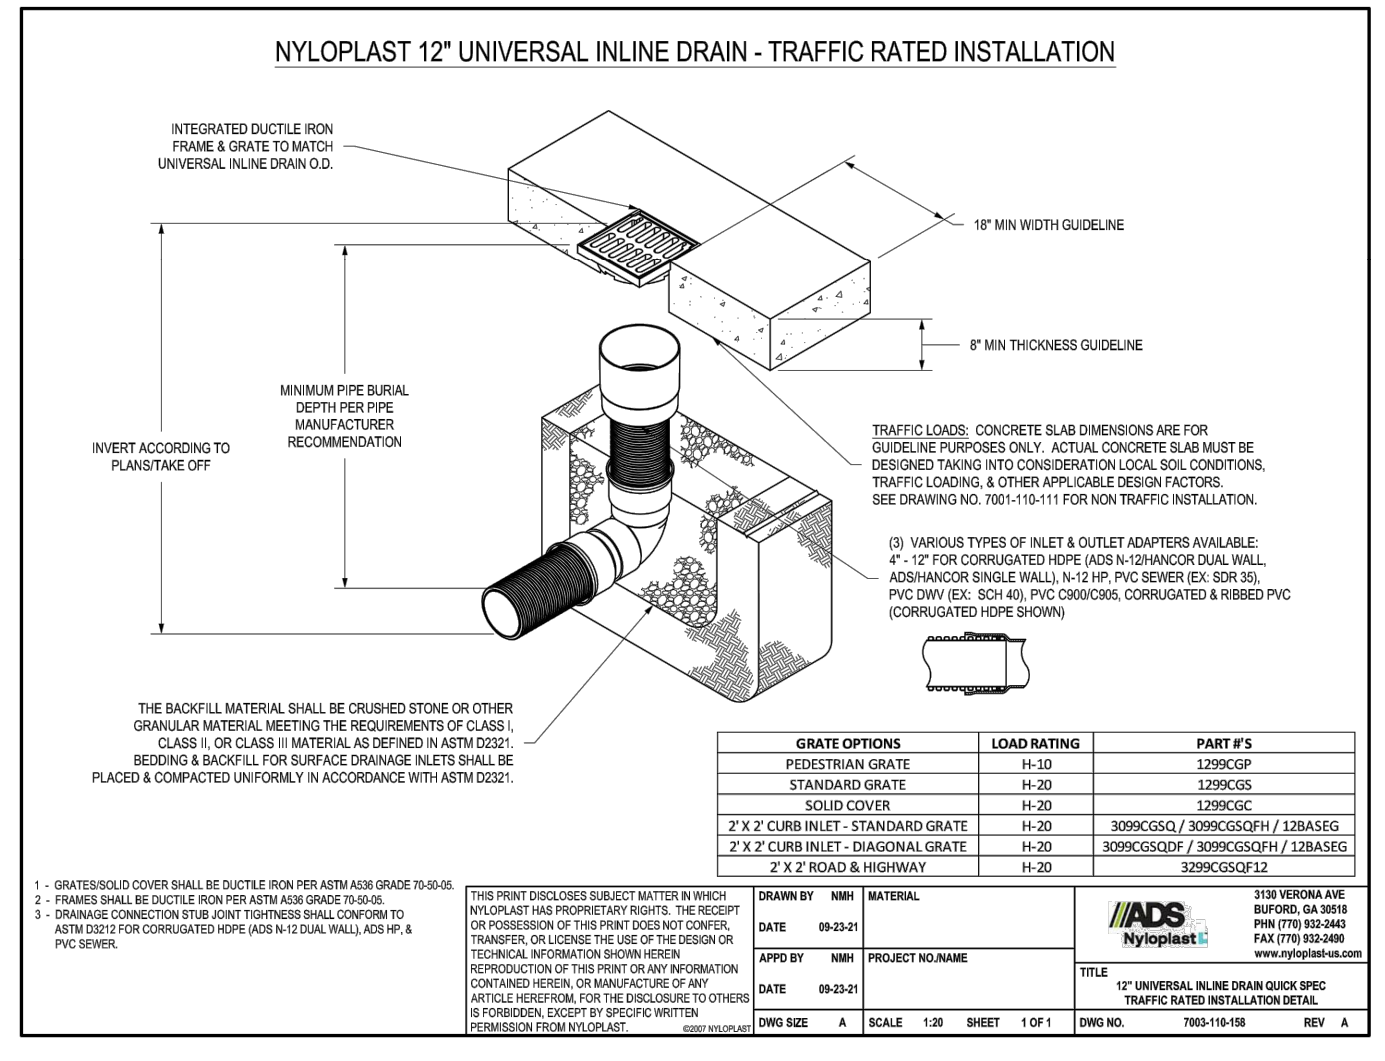 NYLOPLAST 12" UNIVERSAL INLINE DRAIN - TRAFFIC RATED INSTALLATION
INTEGRATED DUCTILE IRON
FRAME & GRATE TO MATCH
UNIVERSAL INLINE DRAIN O.D.
18" MIN WIDTH GUIDELINE
8" MIN THICKNESS GUIDELINE
MINIMUM PIPE BURIAL
DEPTH PER PIPE
MANUFACTURER
RECOMMENDATION
INVERT ACCORDING TO
PLANS/TAKE OFF
TRAFFIC LOADS: CONCRETE SLAB DIMENSIONS ARE FOR
GUIDELINE PURPOSES ONLY. ACTUAL CONCRETE SLAB MUST BE
DESIGNED TAKING INTO CONSIDERATION LOCAL SOIL CONDITIONS,
TRAFFIC LOADING, & OTHER APPLICABLE DESIGN FACTORS.
SEE DRAWING NO. 7001-110-111 FOR NON TRAFFIC INSTALLATION.
(3) VARIOUS TYPES OF INLET & OUTLET ADAPTERS AVAILABLE:
4" - 12" FOR CORRUGATED HDPE (ADS N-12/HANCOR DUAL WALL,
ADS/HANCOR SINGLE WALL), N-12 HP, PVC SEWER (EX: SDR 35),
PVC DWV (EX: SCH 40), PVC C900/C905, CORRUGATED & RIBBED PVC
(CORRUGATED HDPE SHOWN)
THE BACKFILL MATERIAL SHALL BE CRUSHED STONE OR OTHER
GRANULAR MATERIAL MEETING THE REQUIREMENTS OF CLASS I,
CLASS II, OR CLASS III MATERIAL AS DEFINED IN ASTM D2321.
BEDDING & BACKFILL FOR SURFACE DRAINAGE INLETS SHALL BE
PLACED & COMPACTED UNIFORMLY IN ACCORDANCE WITH ASTM D2321.
GRATE OPTIONS LOAD RATING PART #'S
PEDESTRIAN GRATE H-10 1299CGP
STANDARD GRATE H-20 1299CGS
SOLID COVER H-20 1299CGC
2' X 2' CURB INLET - STANDARD GRATE H-20 3099CGSQ / 3099CGSQFH / 12BASEG
2' X 2' CURB INLET - DIAGONAL GRATE H-20 3099CGSQDF / 3099CGSQFH / 12BASEG
2' X 2' ROAD & HIGHWAY H-20 3299CGSQF12
1 - GRATES/SOLID COVER SHALL BE DUCTILE IRON PER ASTM A536 GRADE 70-50-05.
2 - FRAMES SHALL BE DUCTILE IRON PER ASTM A536 GRADE 70-50-05.
3 - DRAINAGE CONNECTION STUB JOINT TIGHTNESS SHALL CONFORM TO
ASTM D3212 FOR CORRUGATED HDPE (ADS N-12 DUAL WALL), ADS HP, &
PVC SEWER.
THIS PRINT DISCLOSES SUBJECT MATTER IN WHICH
NYLOPLAST HAS PROPRIETARY RIGHTS. THE RECEIPT
OR POSSESSION OF THIS PRINT DOES NOT CONFER,
TRANSFER, OR LICENSE THE USE OF THE DESIGN OR
TECHNICAL INFORMATION SHOWN HEREIN
REPRODUCTION OF THIS PRINT OR ANY INFORMATION
CONTAINED HEREIN, OR MANUFACTURE OF ANY
ARTICLE HEREFROM, FOR THE DISCLOSURE TO OTHERS
IS FORBIDDEN, EXCEPT BY SPECIFIC WRITTEN
PERMISSION FROM NYLOPLAST. ©2007 NYLOPLAST
DRAWN BY NMH
DATE 09-23-21
APPD BY NMH
DATE 09-23-21
DWG SIZE A
MATERIAL
PROJECT NO./NAME
SCALE 1:20 SHEET 1 OF 1
ADS
Nyloplast
3130 VERONA AVE
BUFORD, GA 30518
PHN (770) 932-2443
FAX (770) 932-2490
www.nyloplast-us.com
TITLE
12" UNIVERSAL INLINE DRAIN QUICK SPEC
TRAFFIC RATED INSTALLATION DETAIL
DWG NO. 7003-110-158 REV A